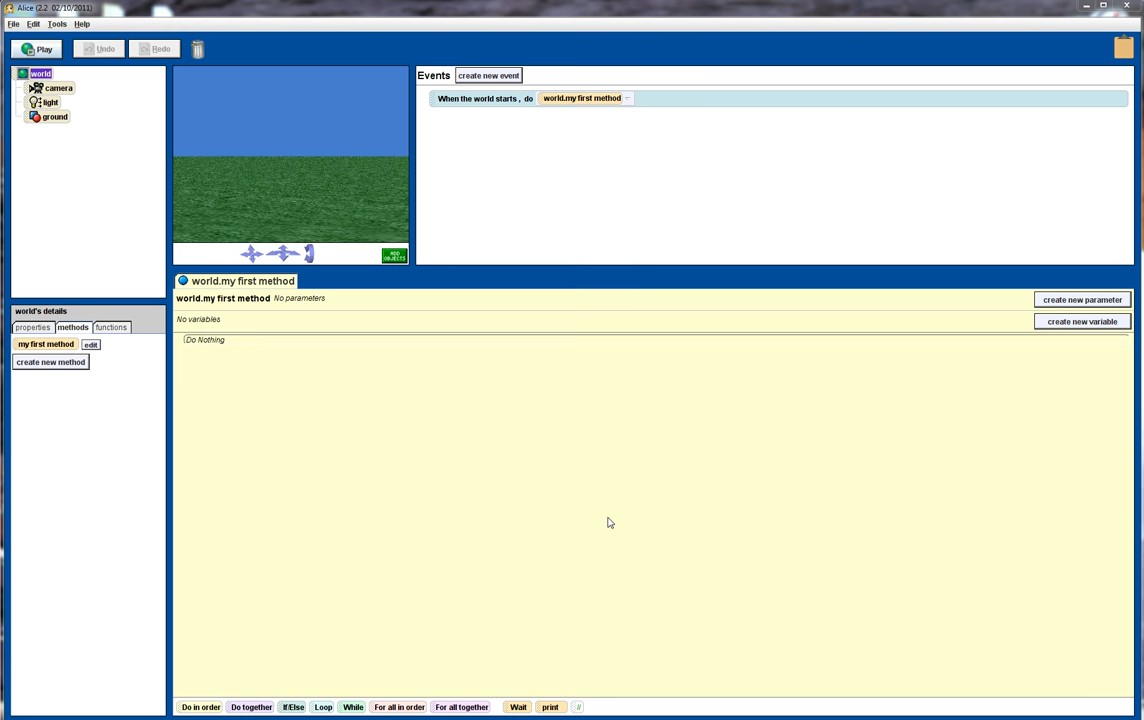 Alice (2.2 02/10/2011)
File Edit Tools Help
Play Undo Redo
world
camera
light
ground
ADD
OBJECTS
Events create new event
When the world starts , do world.my first method
world's details
properties methods functions
my first method edit
create new method
world.my first method
world.my first method No parameters
create new parameter
No variables
create new variable
Do Nothing
Do in order Do together If/Else Loop While For all in order For all together Wait print //